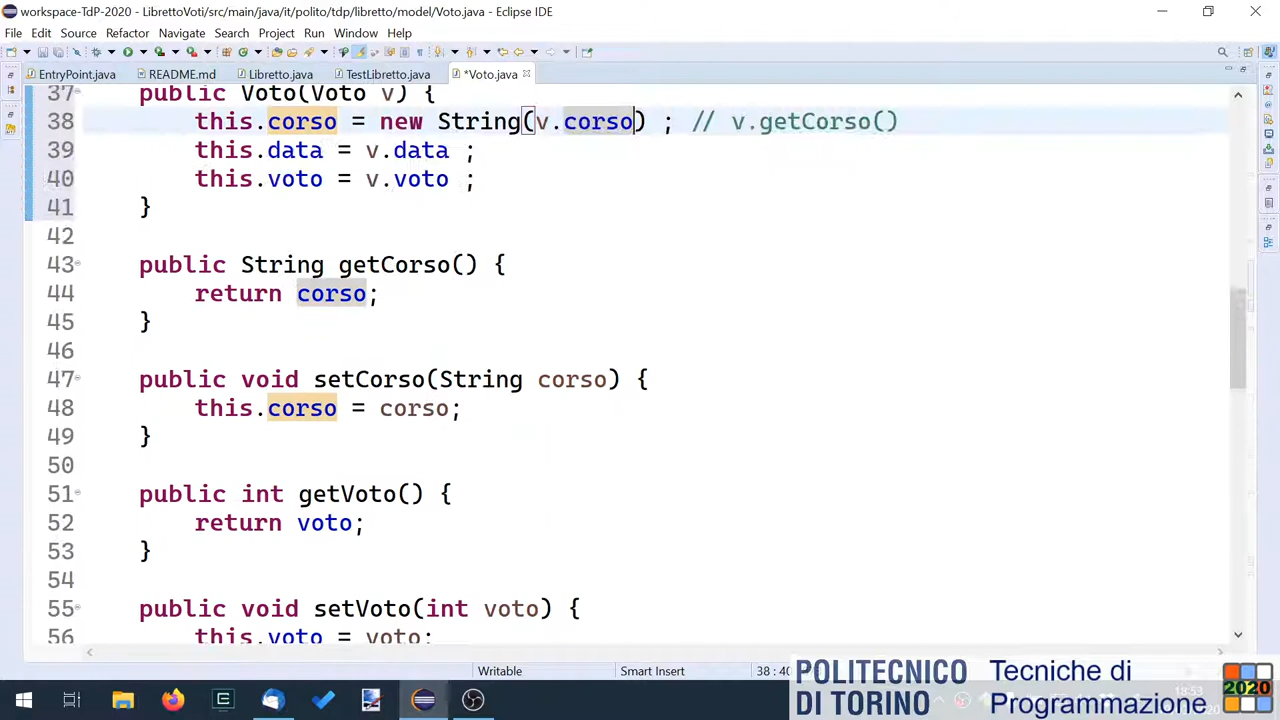 workspace-TdP-2020 - LibrettoVoti/src/main/java/it/polito/tdp/libretto/model/Voto.java - Eclipse IDE
File Edit Source Refactor Navigate Search Project Run Window Help
EntryPoint.java README.md Libretto.java TestLibretto.java *Voto.java
37 public Voto(Voto v) {
38 this.corso = new String(v.corso) ; // v.getCorso()
39 this.data = v.data ;
40 this.voto = v.voto ;
41 }
42
43 public String getCorso() {
44 return corso;
45 }
46
47 public void setCorso(String corso) {
48 this.corso = corso;
49 }
50
51 public int getVoto() {
52 return voto;
53 }
54
55 public void setVoto(int voto) {
56 this.voto = voto;
Writable Smart Insert 38 : 40
POLITECNICO DI TORINO
Tecniche di Programmazione
2020
18:53